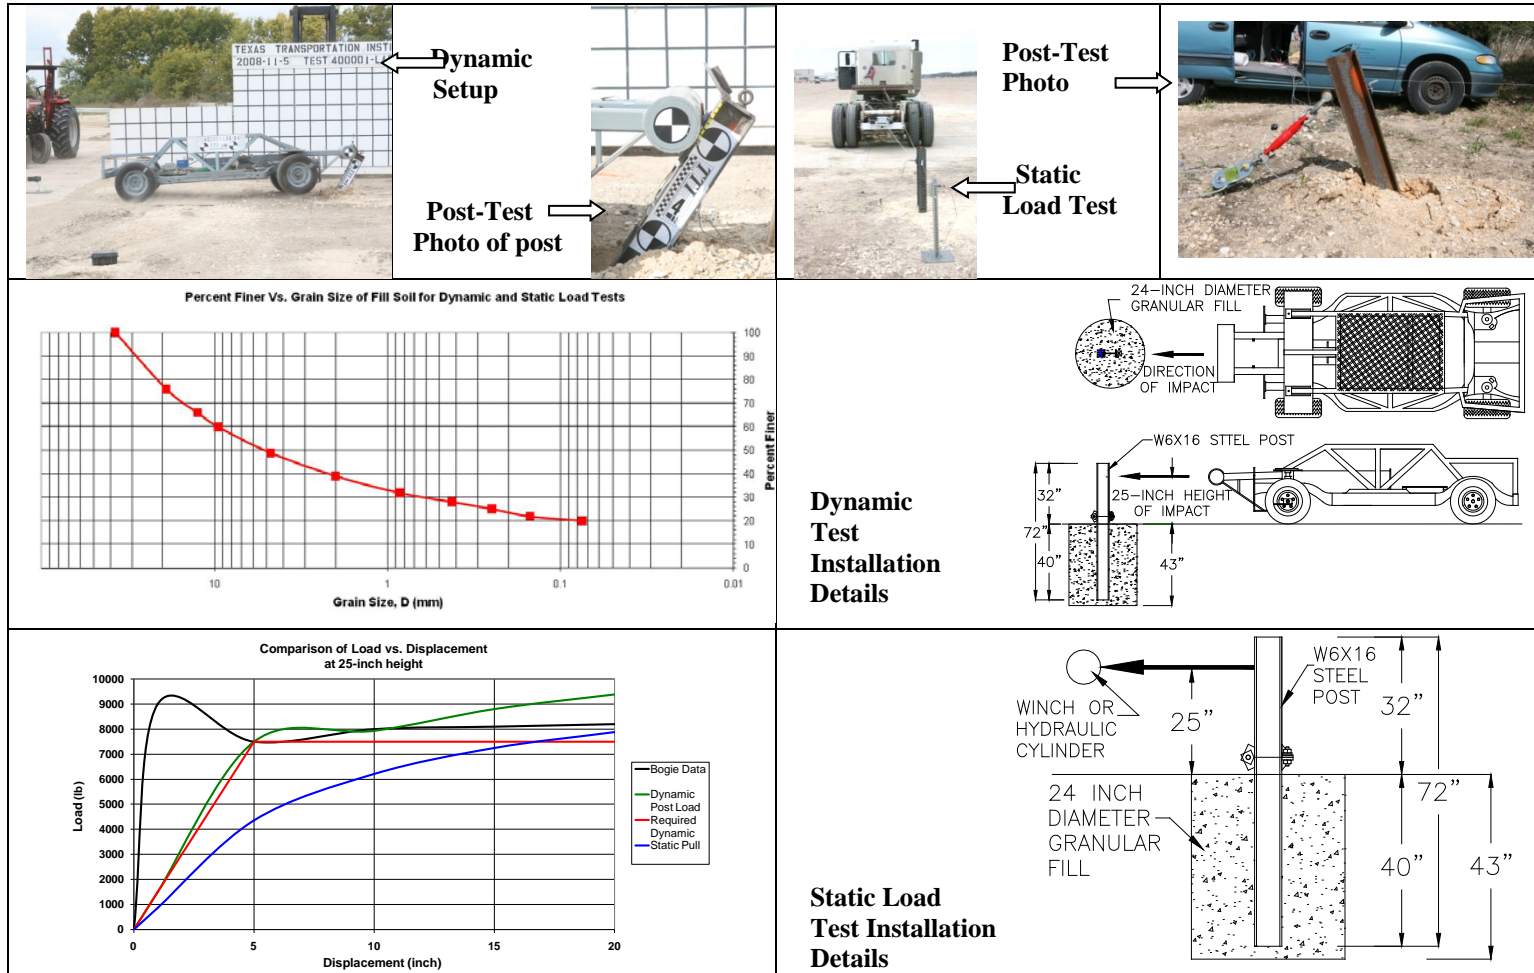 TEXAS TRANSPORTATION INSTI
2008-11-5 TEST 400001-L
Dynamic
Setup
Post-Test
Photo of post
TTI
Static
Load Test
Post-Test
Photo
Percent Finer Vs. Grain Size of Fill Soil for Dynamic and Static Load Tests
100
90
80
70
60
50
40
30
20
10
0
Percent Finer
10
1
0.1
0.01
Grain Size, D (mm)
24-INCH DIAMETER
GRANULAR FILL
DIRECTION
OF IMPACT
W6X16 STTEL POST
25-INCH HEIGHT
OF IMPACT
32"
72"
40"
43"
Dynamic
Test
Installation
Details
Comparison of Load vs. Displacement
at 25-inch height
10000
9000
8000
7000
6000
5000
4000
3000
2000
1000
0
Load (lb)
0
5
10
15
20
Displacement (inch)
Bogie Data
Dynamic
Post Load
Required
Dynamic
Static Pull
W6X16
STEEL
POST
WINCH OR
HYDRAULIC
CYLINDER
25"
32"
72"
24 INCH
DIAMETER
GRANULAR
FILL
40"
43"
Static Load
Test Installation
Details